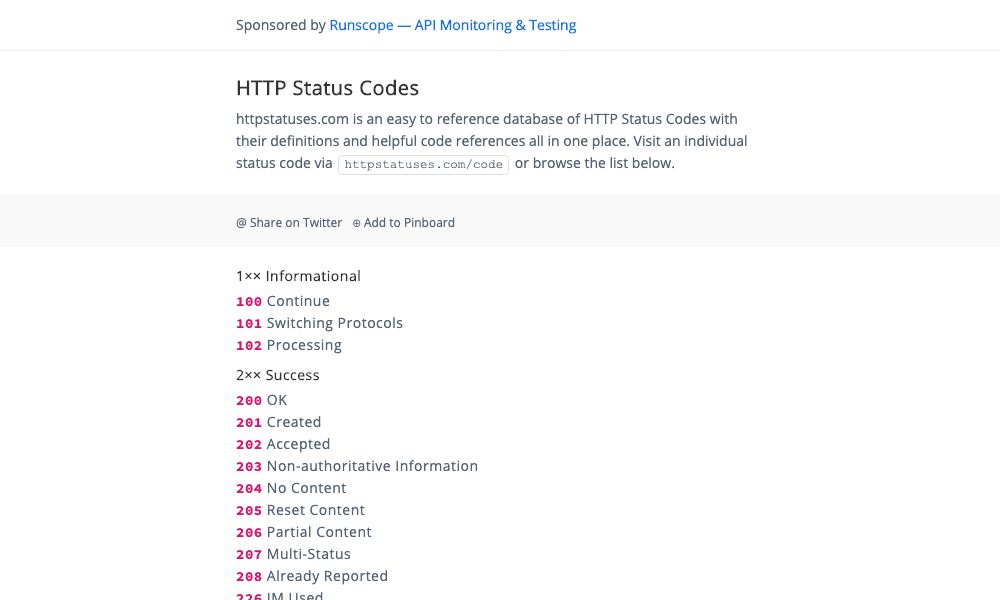 Sponsored by Runscope — API Monitoring & Testing
HTTP Status Codes
httpstatuses.com is an easy to reference database of HTTP Status Codes with
their definitions and helpful code references all in one place. Visit an individual
status code via httpstatuses.com/code or browse the list below.
@ Share on Twitter ⊕ Add to Pinboard
1×× Informational
100 Continue
101 Switching Protocols
102 Processing
2×× Success
200 OK
201 Created
202 Accepted
203 Non-authoritative Information
204 No Content
205 Reset Content
206 Partial Content
207 Multi-Status
208 Already Reported
226 IM Used